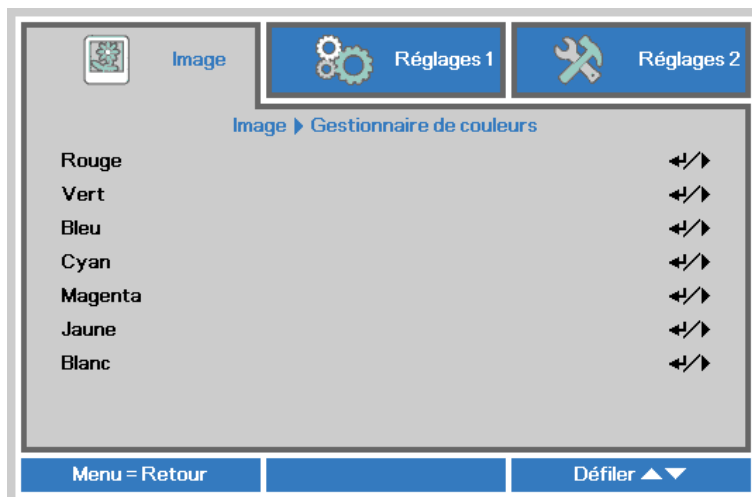 Image
Réglages 1
Réglages 2
Image ▶ Gestionnaire de couleurs
Rouge
Vert
Bleu
Cyan
Magenta
Jaune
Blanc
Menu = Retour
Défiler ▲▼